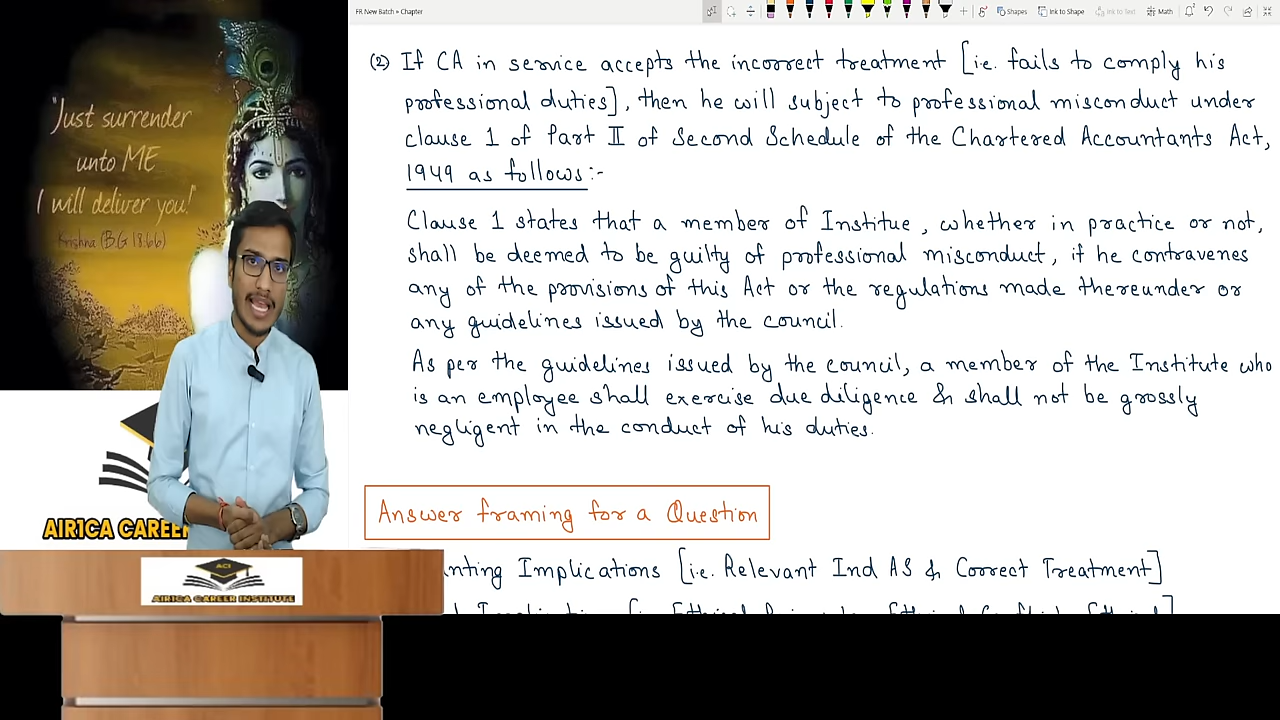 FR New Batch » Chapter
Shapes
Ink to Shape
Ink to Text
Math
"Just surrender
unto ME
I will deliver you!"
Krishna (B.G 18:66)
(2) If CA in service accepts the incorrect treatment [i.e. fails to comply his
professional duties], then he will subject to professional misconduct under
clause 1 of Part II of Second Schedule of the Chartered Accountants Act,
1949 as follows:-
Clause 1 states that a member of Institue, whether in practice or not,
shall be deemed to be guilty of professional misconduct, if he contravenes
any of the provisions of this Act or the regulations made thereunder or
any guidelines issued by the council.
As per the guidelines issued by the council, a member of the Institute who
is an employee shall exercise due diligence & shall not be grossly
negligent in the conduct of his duties.
Answer framing for a Question
nting Implications [i.e. Relevant Ind AS & Correct Treatment]
AIR1CA CAREER
ACI
AIR1CA CAREER INSTITUTE